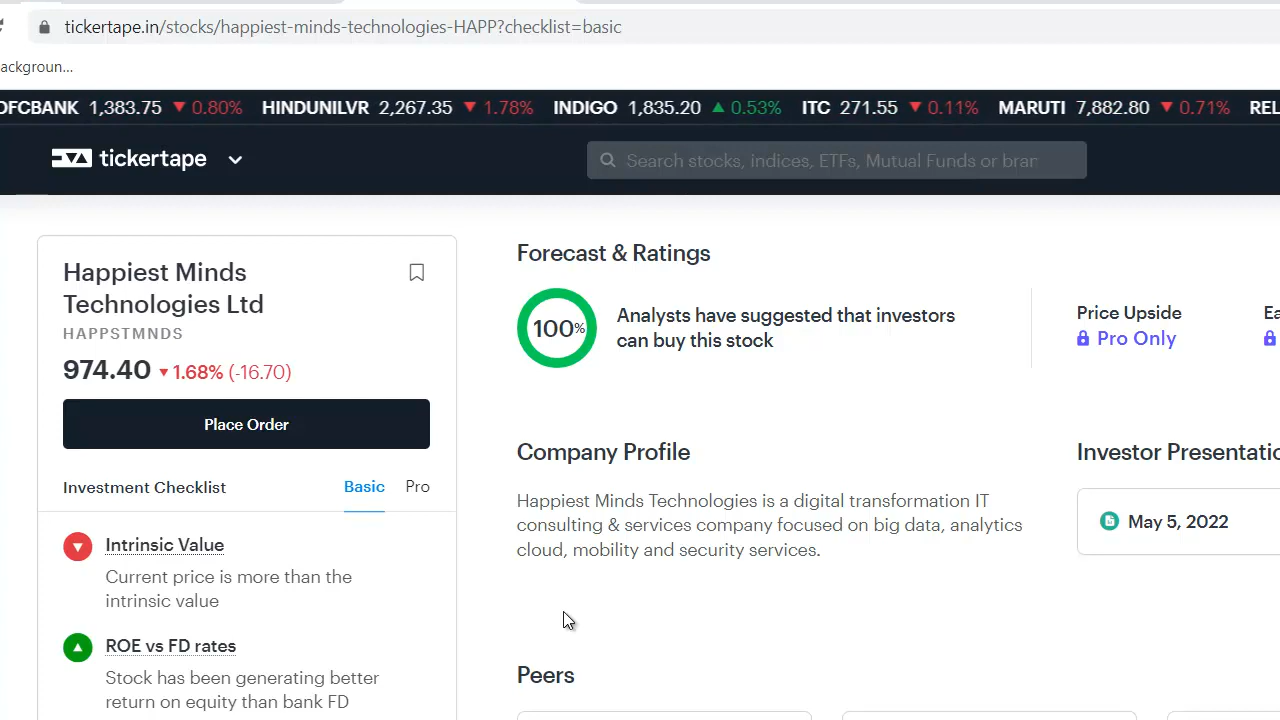 tickertape.in/stocks/happiest-minds-technologies-HAPP?checklist=basic
ackgroun...
DFCBANK 1,383.75 ▼ 0.80% HINDUNILVR 2,267.35 ▼ 1.78% INDIGO 1,835.20 ▲ 0.53% ITC 271.55 ▼ 0.11% MARUTI 7,882.80 ▼ 0.71% REL
tickertape
Search stocks, indices, ETFs, Mutual Funds or bran
Happiest Minds
Technologies Ltd
HAPPSTMNDS
974.40 ▼ 1.68% (-16.70)
Place Order
Investment Checklist Basic Pro
Intrinsic Value
Current price is more than the
intrinsic value
ROE vs FD rates
Stock has been generating better
return on equity than bank FD
Forecast & Ratings
100%
Analysts have suggested that investors
can buy this stock
Price Upside
Pro Only
Ea
Company Profile
Happiest Minds Technologies is a digital transformation IT
consulting & services company focused on big data, analytics
cloud, mobility and security services.
Investor Presentatio
May 5, 2022
Peers